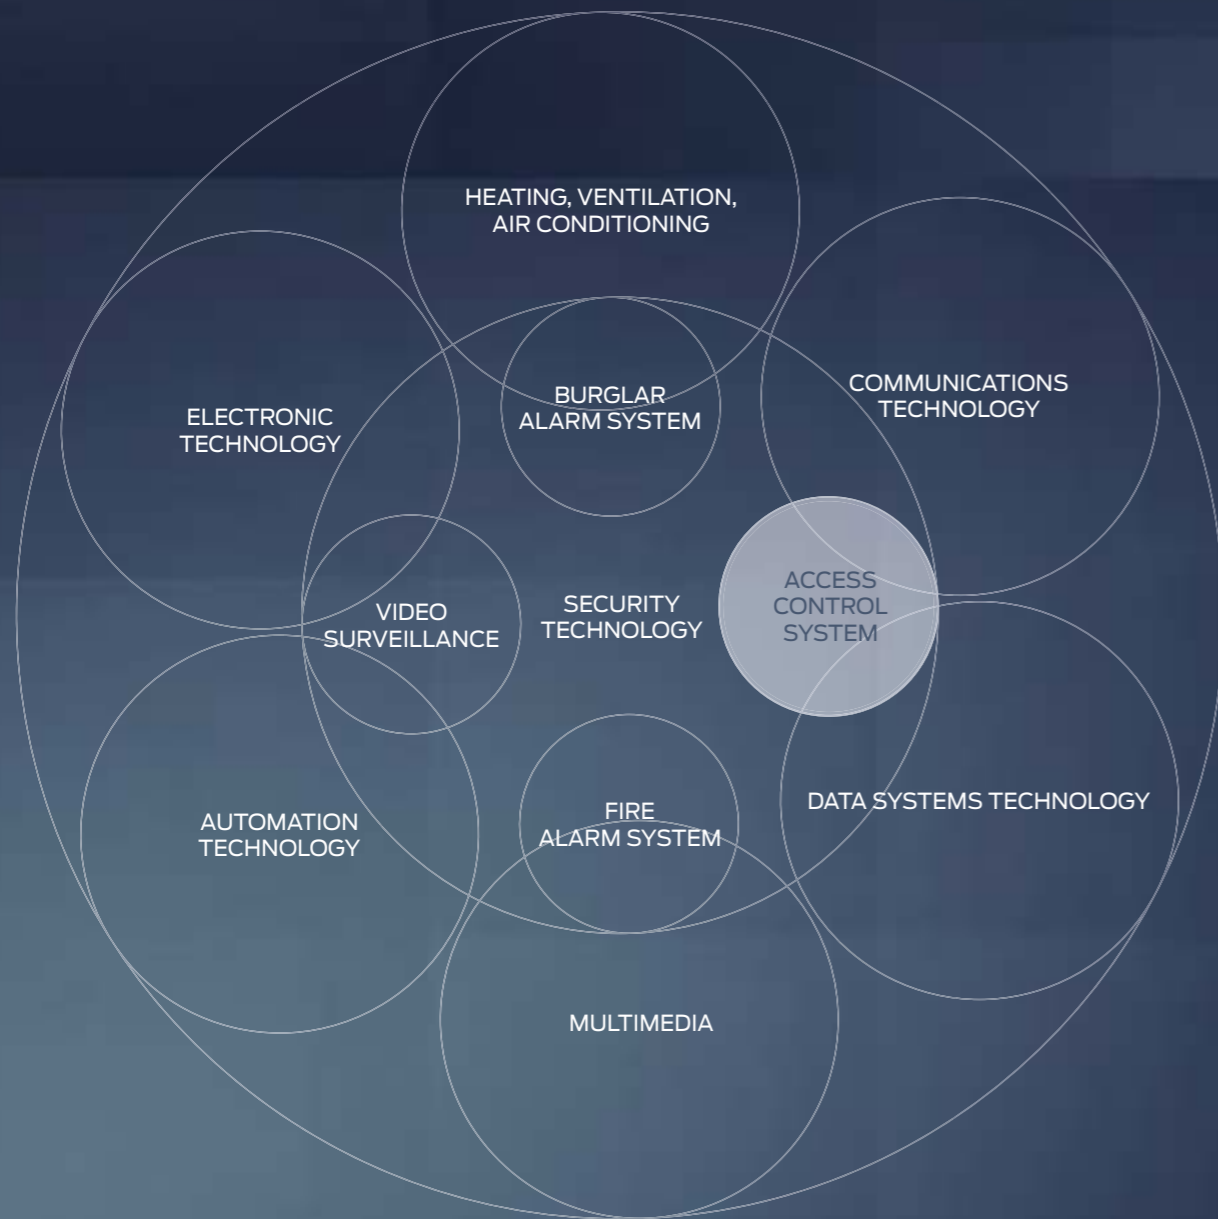 HEATING, VENTILATION,
AIR CONDITIONING
COMMUNICATIONS
TECHNOLOGY
BURGLAR
ALARM SYSTEM
ELECTRONIC
TECHNOLOGY
ACCESS
CONTROL
SYSTEM
SECURITY
TECHNOLOGY
VIDEO
SURVEILLANCE
DATA SYSTEMS TECHNOLOGY
FIRE
ALARM SYSTEM
AUTOMATION
TECHNOLOGY
MULTIMEDIA